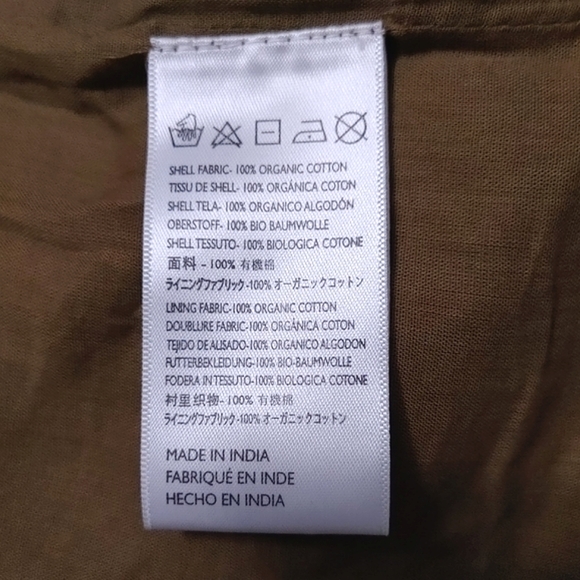 SHELL FABRIC- 100% ORGANIC COTTON
TISSU DE SHELL- 100% ORGÁNICA COTON
SHELL TELA- 100% ORGANICO ALGODÓN
OBERSTOFF- 100% BIO BAUMWOLLE
SHELL TESSUTO- 100% BIOLOGICA COTONE
面料 - 100% 有機棉
ライニングファブリック-100% オーガニックコットン
LINING FABRIC-100% ORGANIC COTTON
DOUBLURE FABRIC-100% ORGÁNICA COTON
TEJIDO DE ALISADO-100% ORGANICO ALGODON
FUTTERBEKLEIDUNG-100% BIO-BAUMWOLLE
FODERA IN TESSUTO-100% BIOLOGICA COTONE
衬里织物- 100% 有機棉
ライニングファブリック-100% オーガニックコットン
MADE IN INDIA
FABRIQUÉ EN INDE
HECHO EN INDIA